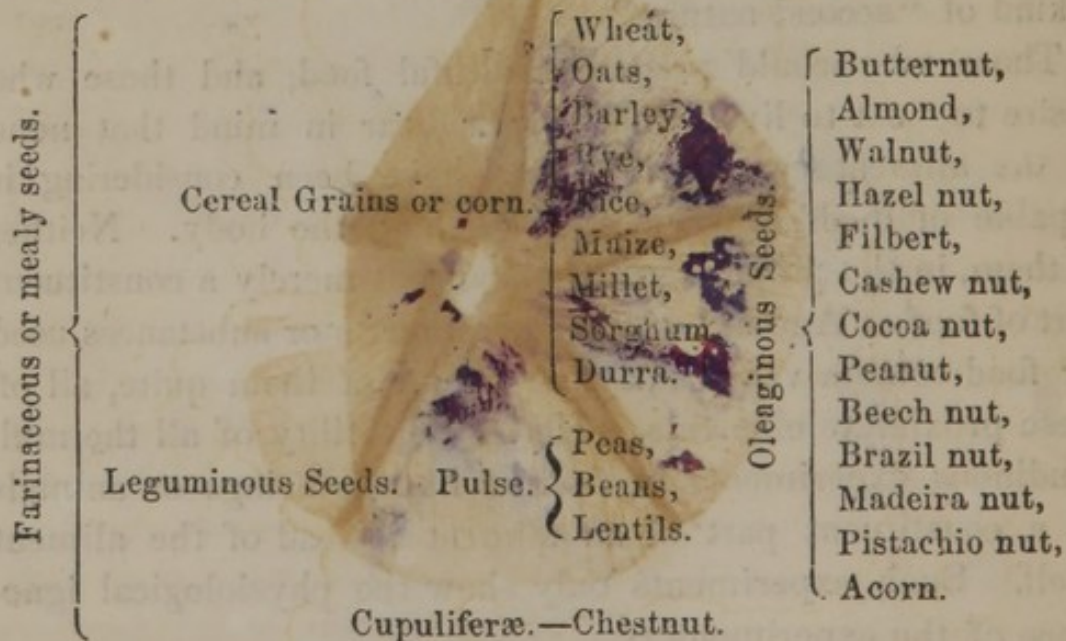 Farinaceous or mealy seeds.
Cereal Grains or corn.
Wheat,
Oats,
Barley,
Rye,
Rice,
Maize,
Millet,
Sorghum,
Durra.
Leguminous Seeds. Pulse.
Peas,
Beans,
Lentils.
Cupuliferæ.—Chestnut.
Oleaginous Seeds.
Butternut,
Almond,
Walnut,
Hazel nut,
Filbert,
Cashew nut,
Cocoa nut,
Peanut,
Beech nut,
Brazil nut,
Madeira nut,
Pistachio nut,
Acorn.